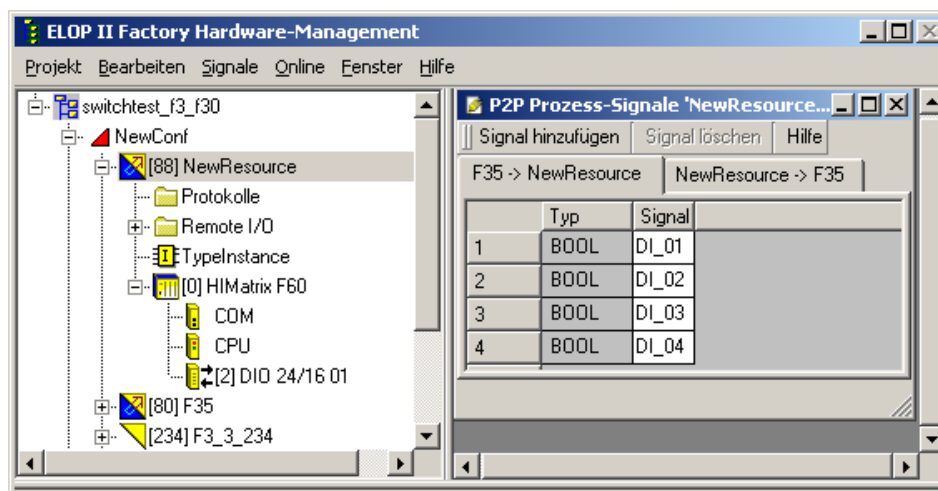 ELOP II Factory Hardware-Management
Projekt Bearbeiten Signale Online Fenster Hilfe
switchtest_f3_f30
NewConf
[88] NewResource
Protokolle
Remote I/O
TypeInstance
[0] HIMatrix F60
COM
CPU
[2] DIO 24/16 01
[80] F35
[234] F3_3_234
P2P Prozess-Signale 'NewResource...
Signal hinzufügen Signal löschen Hilfe
F35 -> NewResource NewResource -> F35
Typ Signal
1 BOOL DI_01
2 BOOL DI_02
3 BOOL DI_03
4 BOOL DI_04